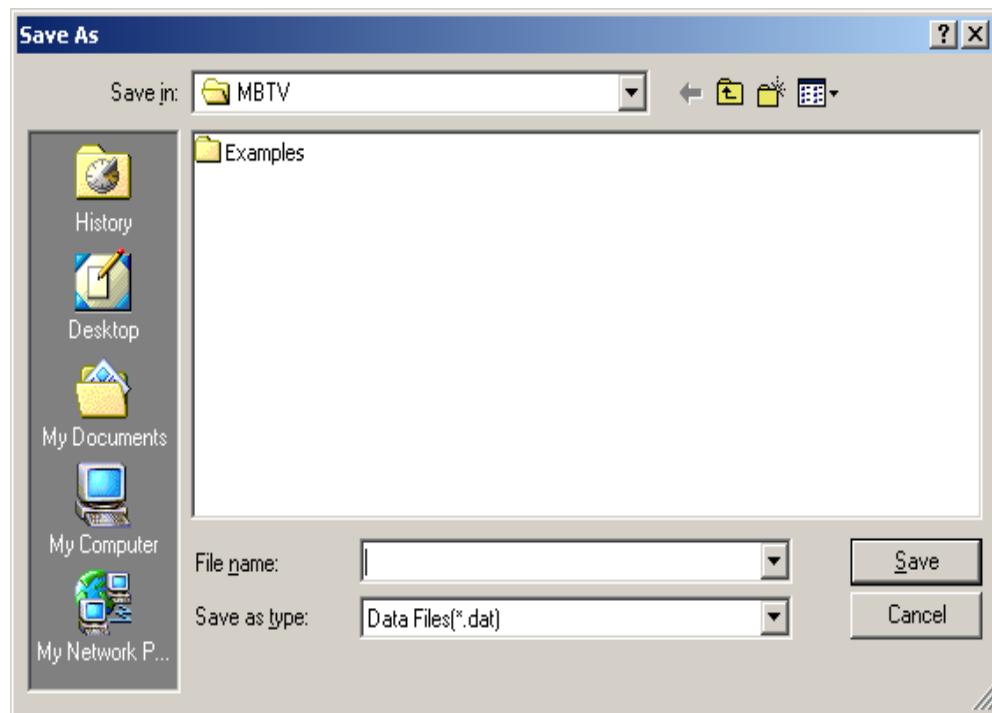 Save As
Save in: MBTV
Examples
History
Desktop
My Documents
My Computer
My Network P...
File name:
Save as type: Data Files(*.dat)
Save
Cancel